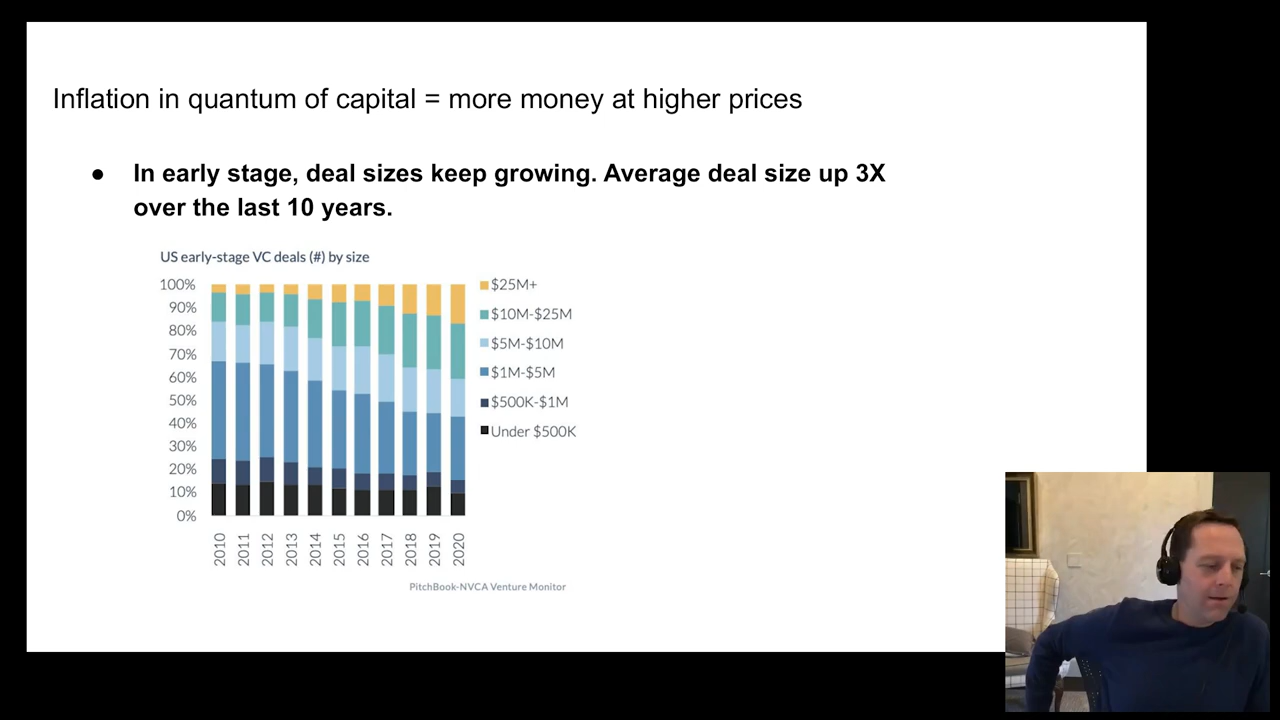 Inflation in quantum of capital = more money at higher prices
● In early stage, deal sizes keep growing. Average deal size up 3X
over the last 10 years.
US early-stage VC deals (#) by size
100%
90%
80%
70%
60%
50%
40%
30%
20%
10%
0%
$25M+
$10M-$25M
$5M-$10M
$1M-$5M
$500K-$1M
Under $500K
2010
2011
2012
2013
2014
2015
2016
2017
2018
2019
2020
PitchBook-NVCA Venture Monitor